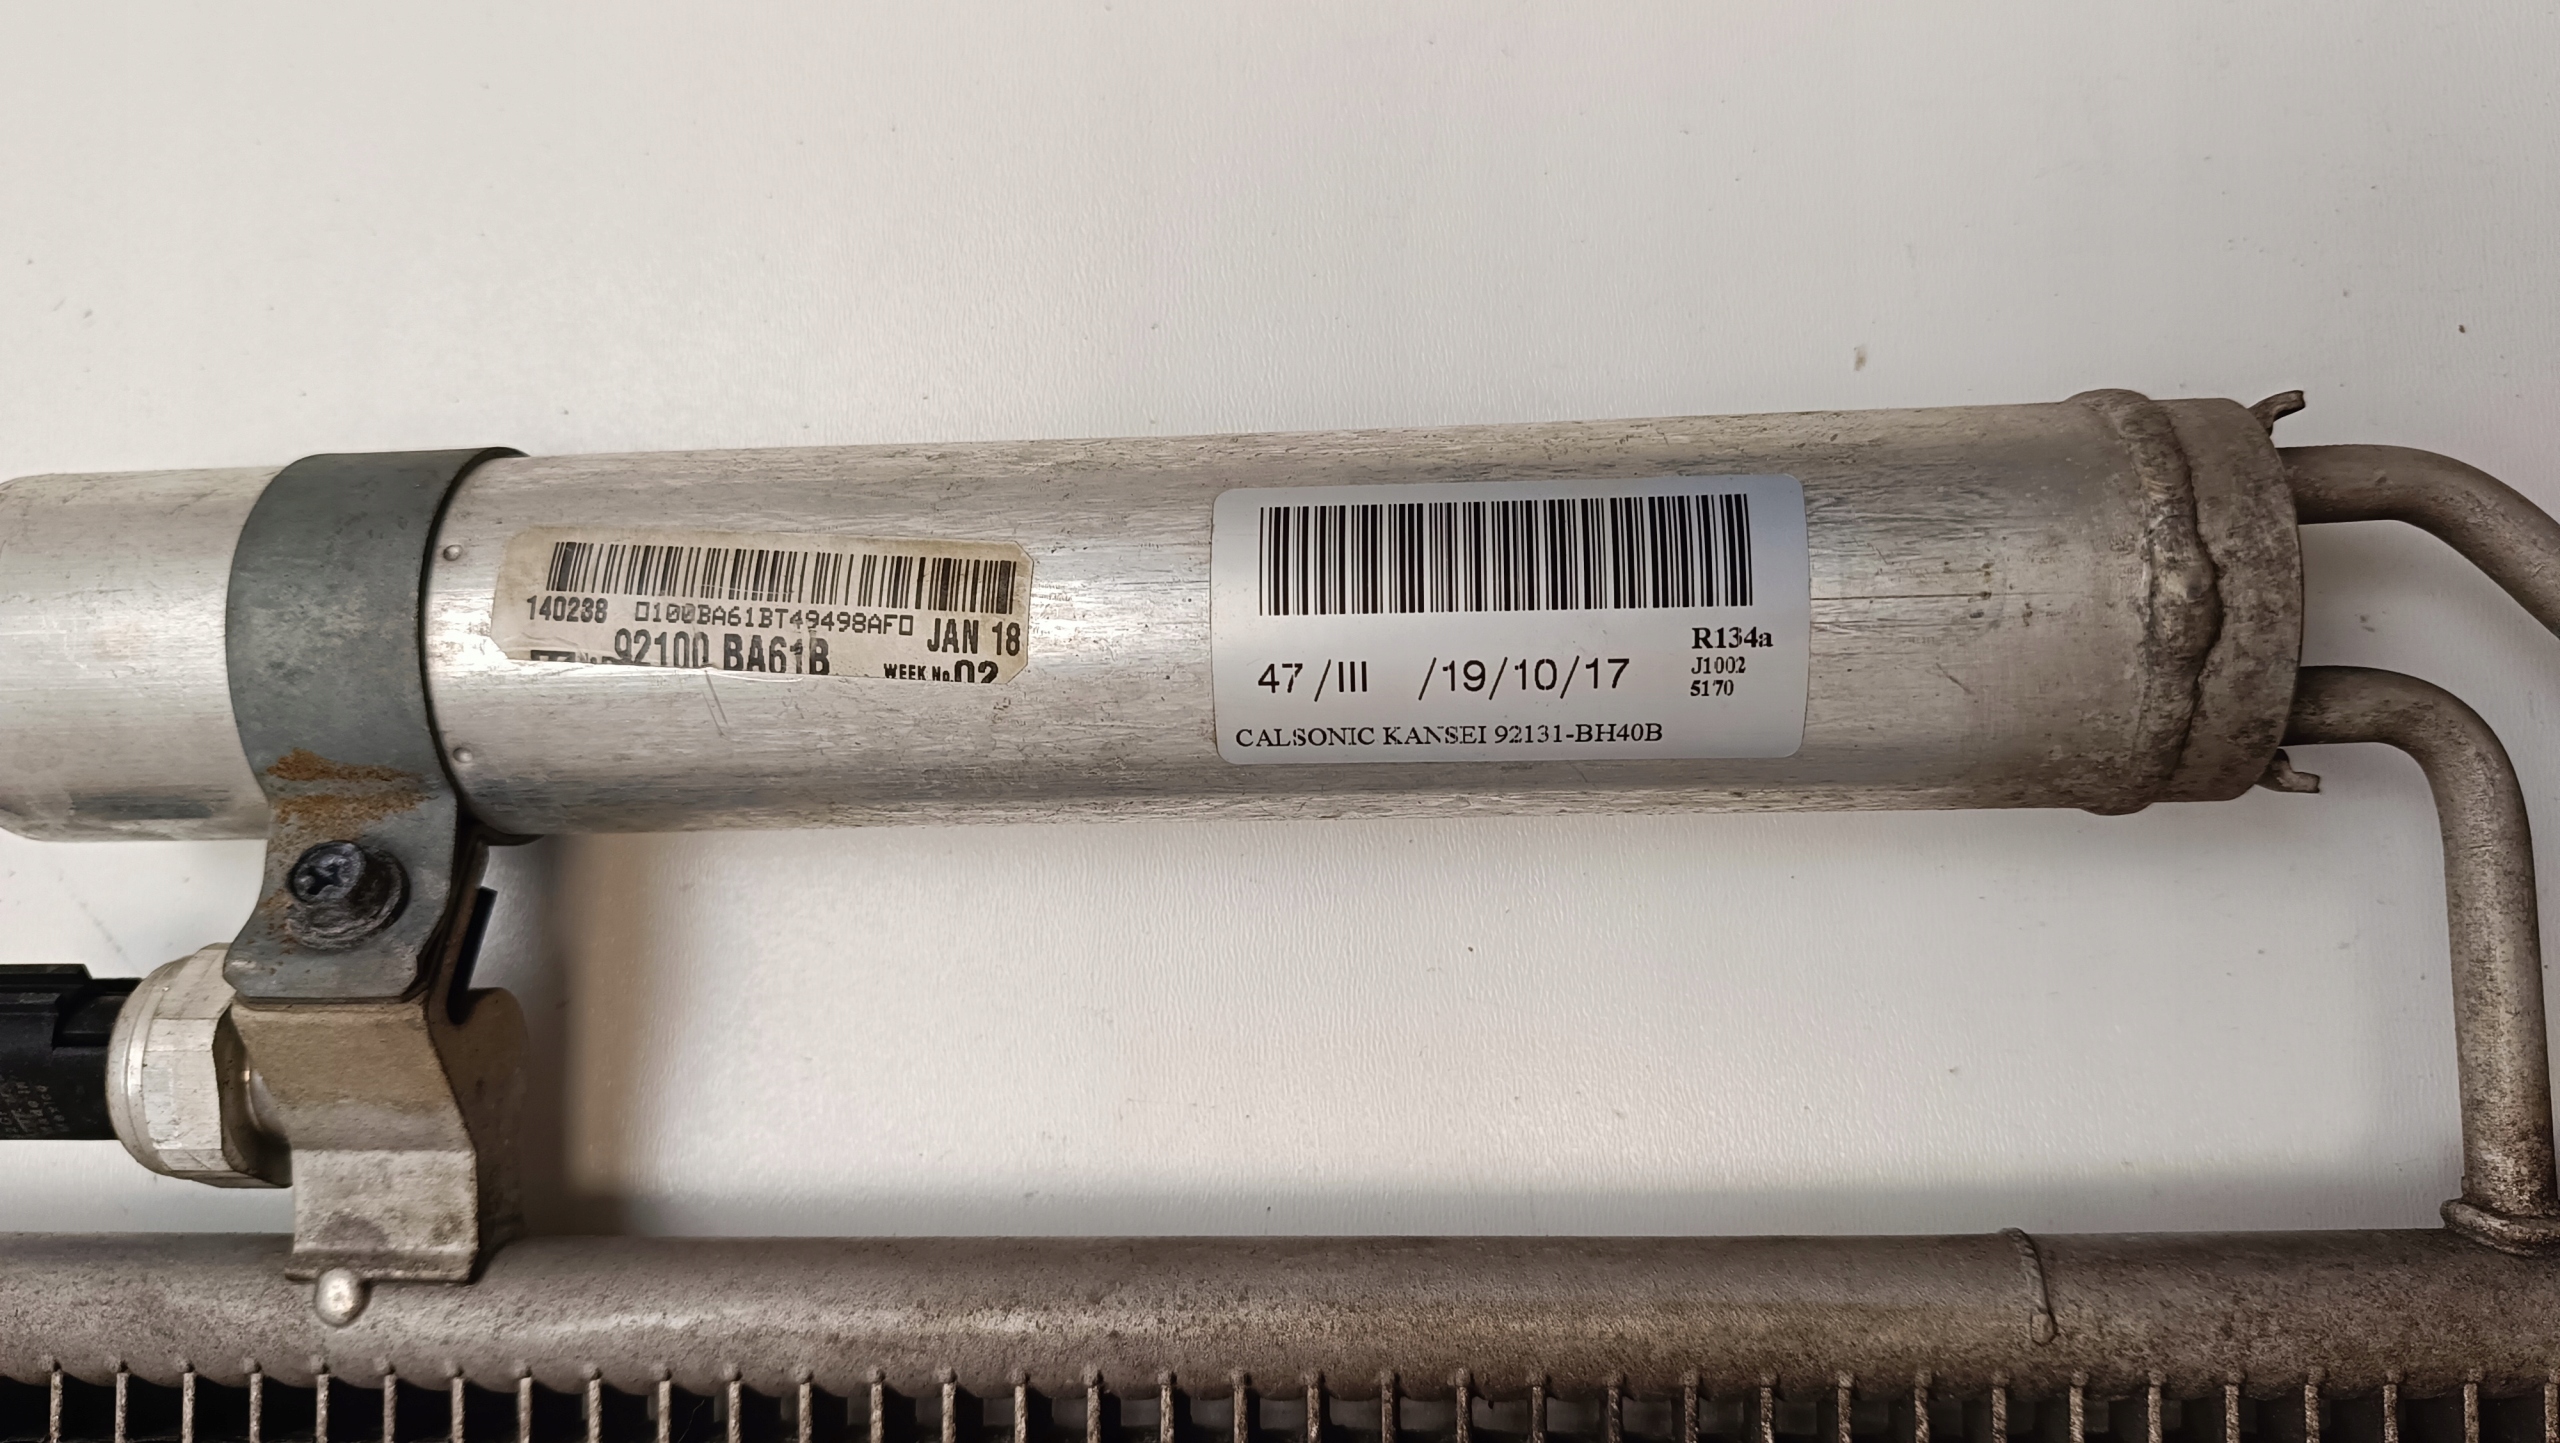 140238 0100BA61BT49498AF0 JAN 18
92100 BA61B WEEK No.02
R134a
J1002
5170
47/III /19/10/17
CALSONIC KANSEI 92131-BH40B